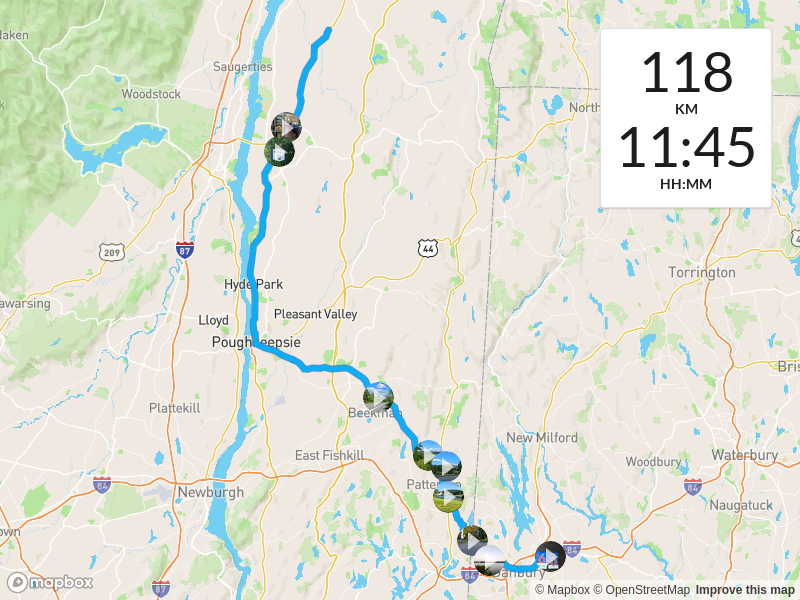 aken
Saugerties
Woodstock
118
KM
North
11:45
HH:MM
209
87
44
Torrington
awarsing
Hyde Park
Lloyd
Pleasant Valley
Poughkeepsie
Bris
Plattekill
Beekman
New Milford
East Fishkill
Waterbury
Woodbury
84
Patterson
84
Newburgh
Naugatuck
own
84
84
Danbury
87
mapbox
© Mapbox © OpenStreetMap Improve this map